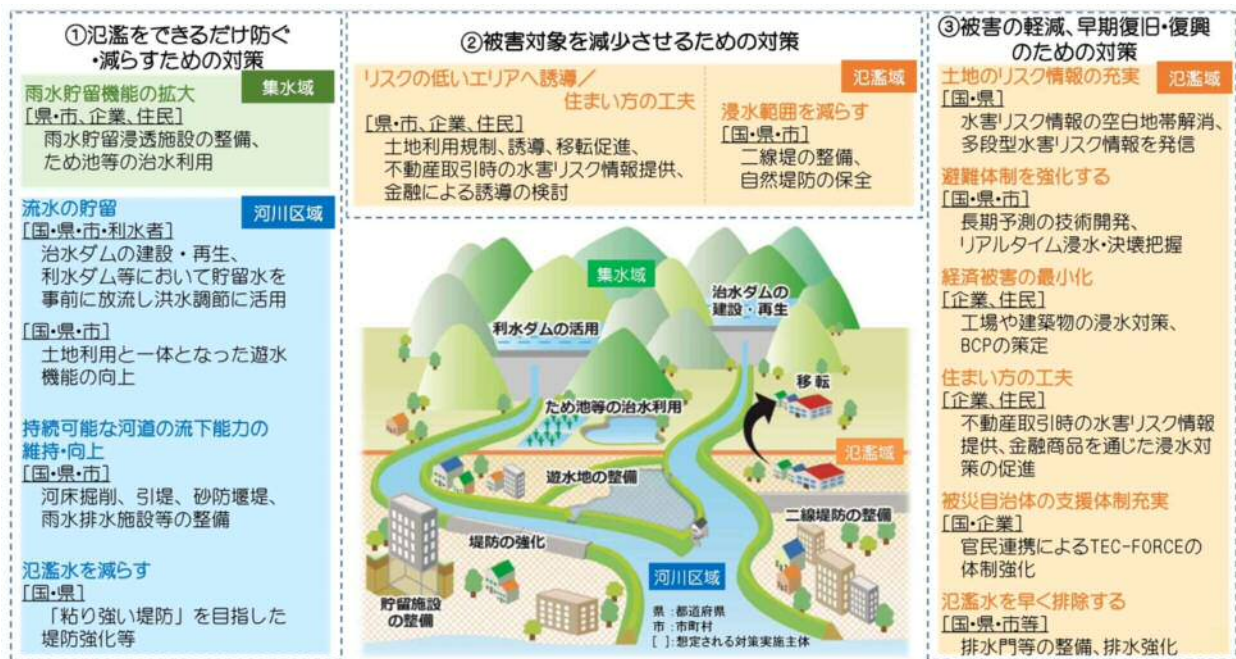 ①氾濫をできるだけ防ぐ
・減らすための対策
集水域
雨水貯留機能の拡大
[県・市、企業、住民]
雨水貯留浸透施設の整備、
ため池等の治水利用
河川区域
流水の貯留
[国・県・市・利水者]
治水ダムの建設・再生、
利水ダム等において貯留水を
事前に放流し洪水調節に活用
[国・県・市]
土地利用と一体となった遊水
機能の向上
持続可能な河道の流下能力の
維持・向上
[国・県・市]
河床掘削、引堤、砂防堰堤、
雨水排水施設等の整備
氾濫水を減らす
[国・県]
「粘り強い堤防」を目指した
堤防強化等
②被害対象を減少させるための対策
リスクの低いエリアへ誘導／
住まい方の工夫
[県・市、企業、住民]
土地利用規制、誘導、移転促進、
不動産取引時の水害リスク情報提供、
金融による誘導の検討
氾濫域
浸水範囲を減らす
[国・県・市]
二線堤の整備、
自然堤防の保全
集水域
治水ダムの
建設・再生
利水ダムの活用
移転
ため池等の治水利用
氾濫域
遊水地の整備
二線堤防の整備
堤防の強化
河川区域
貯留施設
の整備
県：都道府県
市：市町村
[ ]：想定される対策実施主体
③被害の軽減、早期復旧・復興
のための対策
氾濫域
土地のリスク情報の充実
[国・県]
水害リスク情報の空白地帯解消、
多段型水害リスク情報を発信
避難体制を強化する
[国・県・市]
長期予測の技術開発、
リアルタイム浸水・決壊把握
経済被害の最小化
[企業、住民]
工場や建築物の浸水対策、
BCPの策定
住まい方の工夫
[企業、住民]
不動産取引時の水害リスク情報
提供、金融商品を通じた浸水対
策の促進
被災自治体の支援体制充実
[国・企業]
官民連携によるTEC-FORCEの
体制強化
氾濫水を早く排除する
[国・県・市等]
排水門等の整備、排水強化